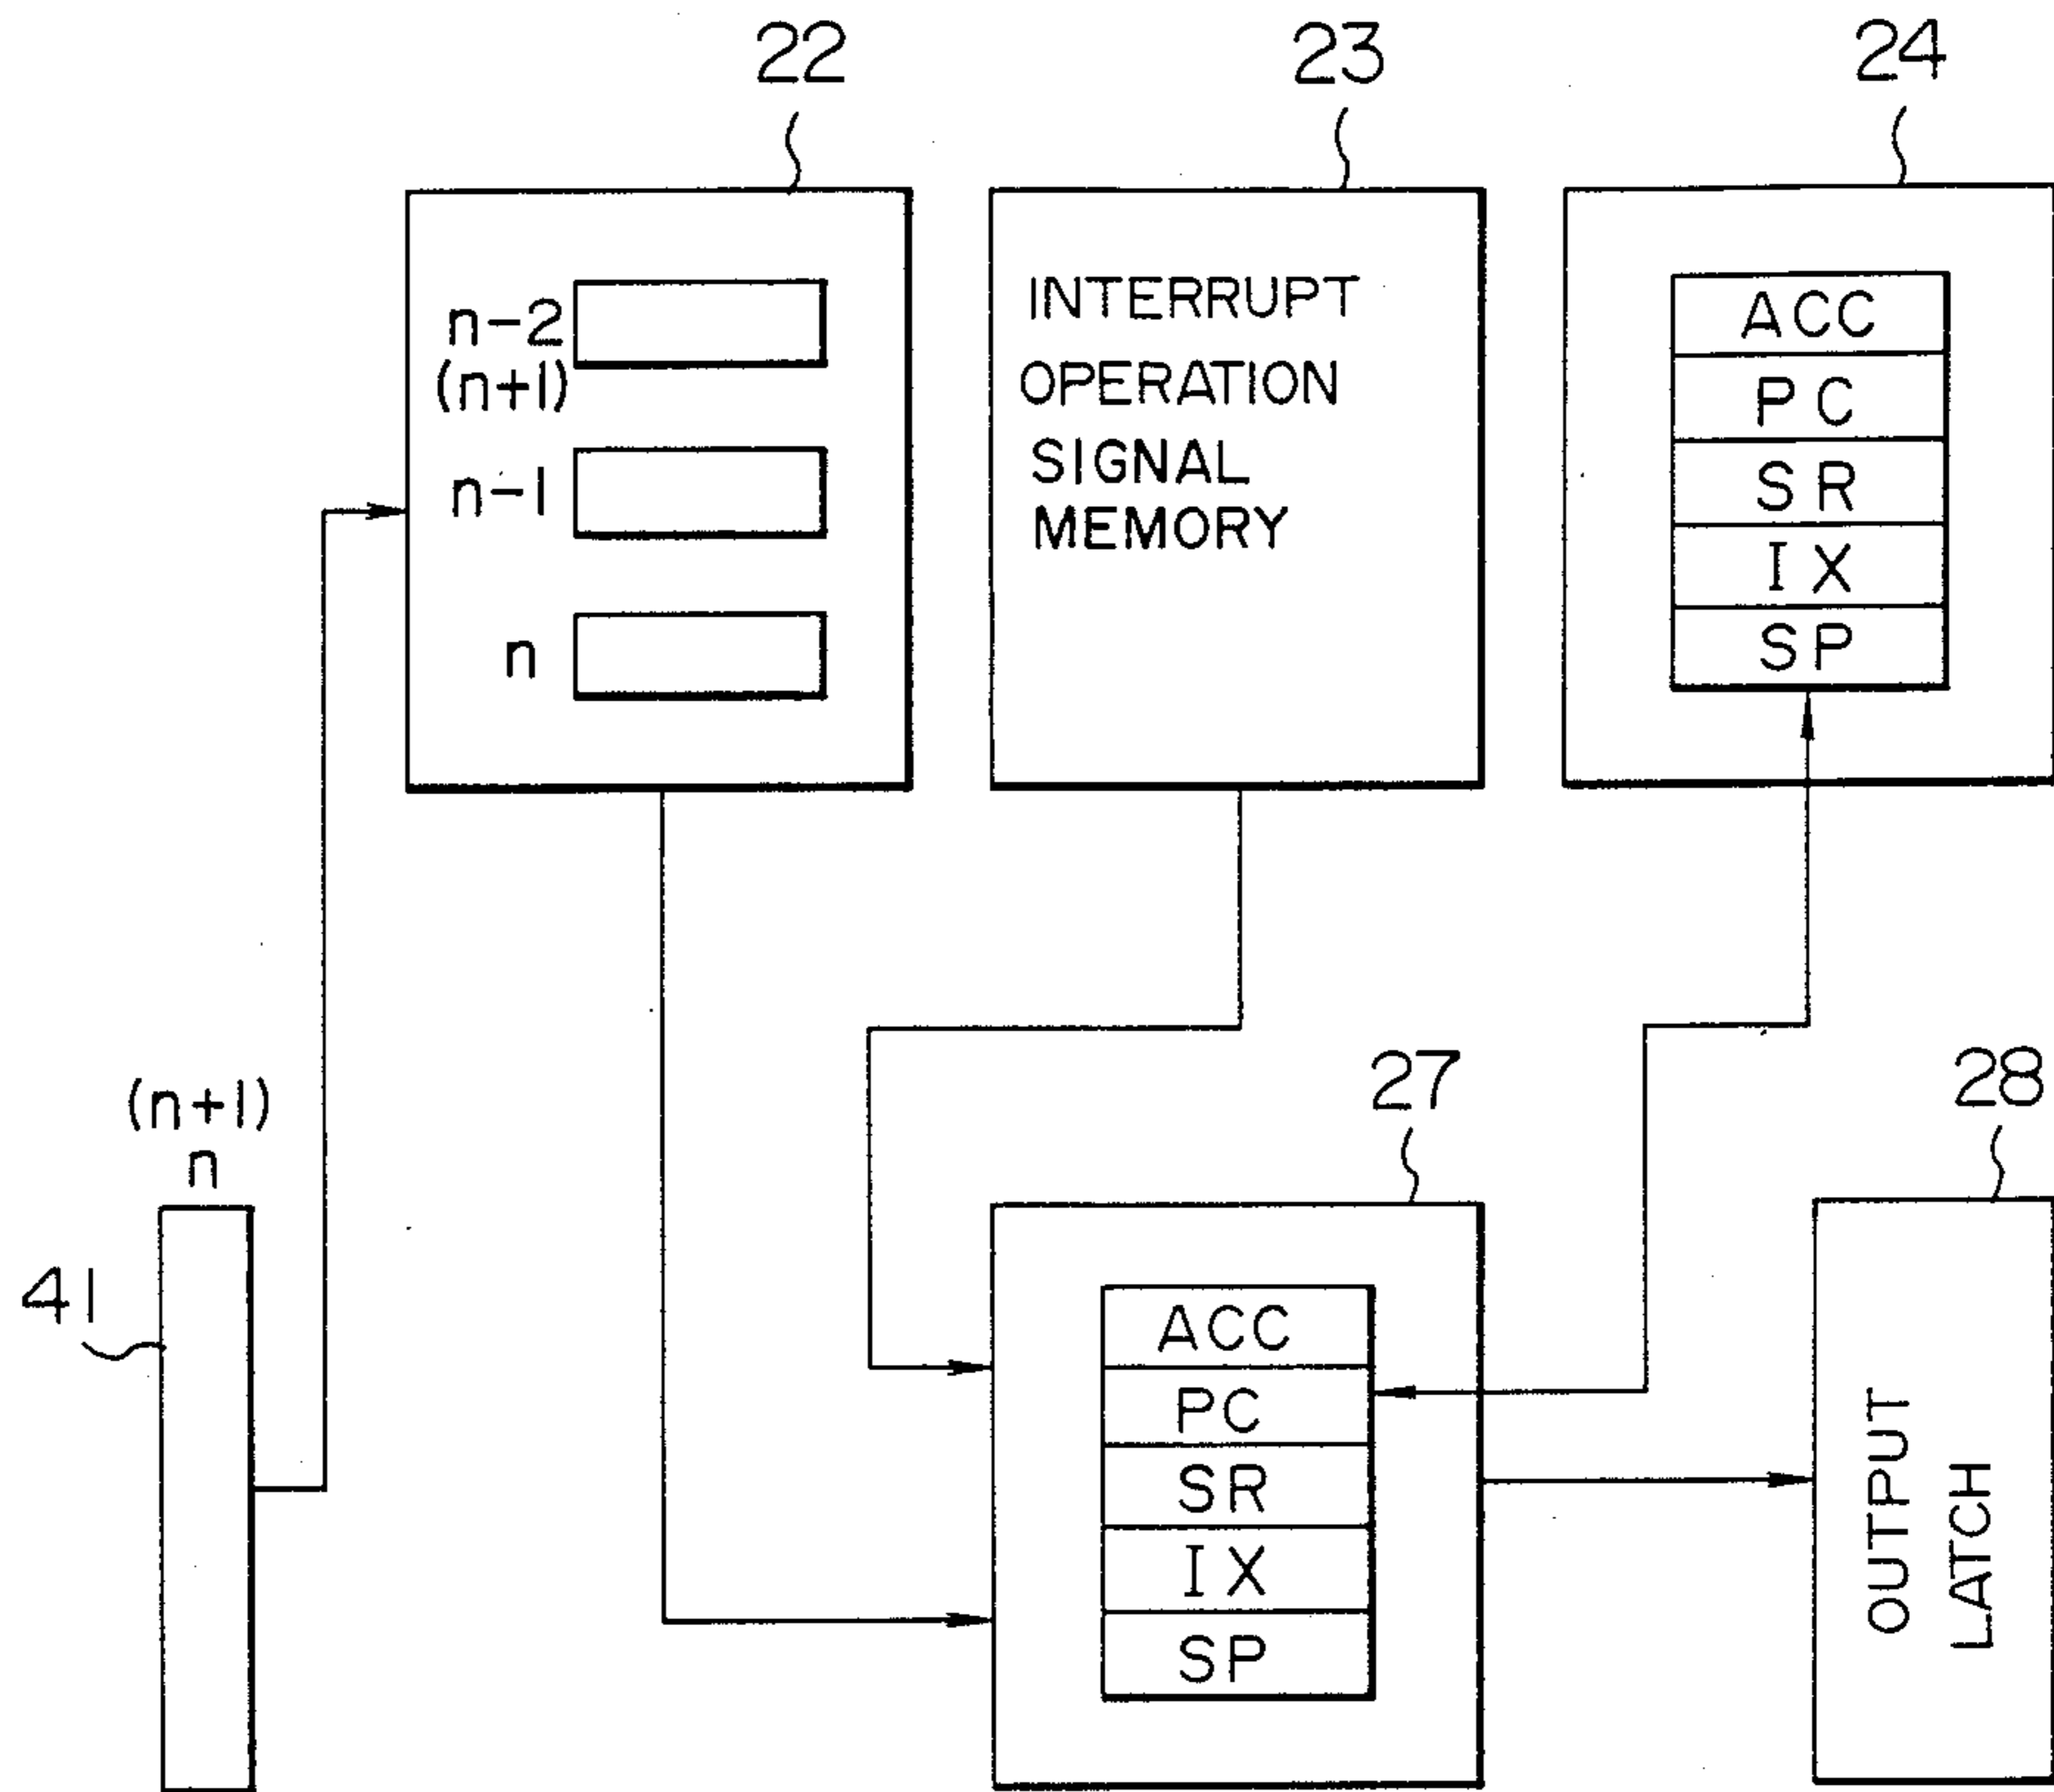 22
23
24
n-2
(n+1)
n-1
n
INTERRUPT
OPERATION
SIGNAL
MEMORY
ACC
PC
SR
IX
SP
(n+1)
n
41
27
28
ACC
PC
SR
IX
SP
OUTPUT
LATCH